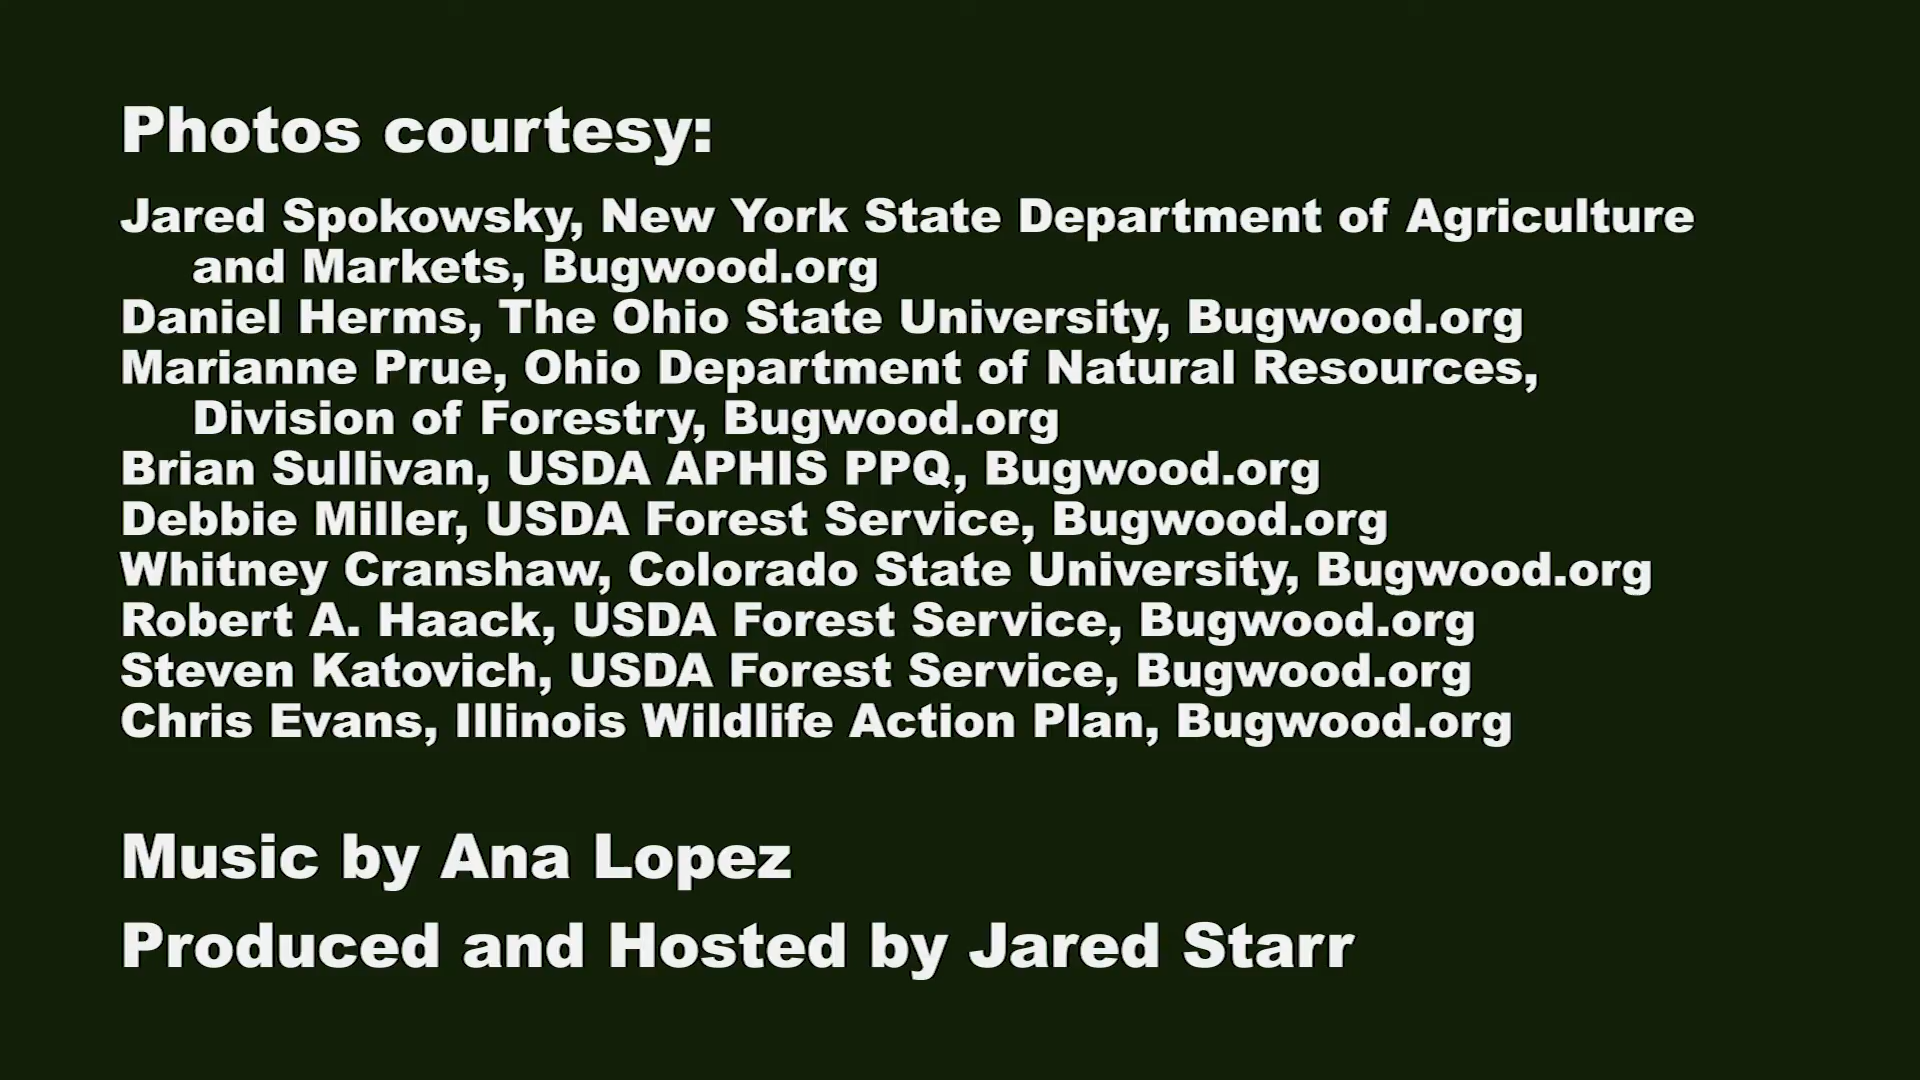 Photos courtesy:
Jared Spokowsky, New York State Department of Agriculture
and Markets, Bugwood.org
Daniel Herms, The Ohio State University, Bugwood.org
Marianne Prue, Ohio Department of Natural Resources,
Division of Forestry, Bugwood.org
Brian Sullivan, USDA APHIS PPQ, Bugwood.org
Debbie Miller, USDA Forest Service, Bugwood.org
Whitney Cranshaw, Colorado State University, Bugwood.org
Robert A. Haack, USDA Forest Service, Bugwood.org
Steven Katovich, USDA Forest Service, Bugwood.org
Chris Evans, Illinois Wildlife Action Plan, Bugwood.org
Music by Ana Lopez
Produced and Hosted by Jared Starr